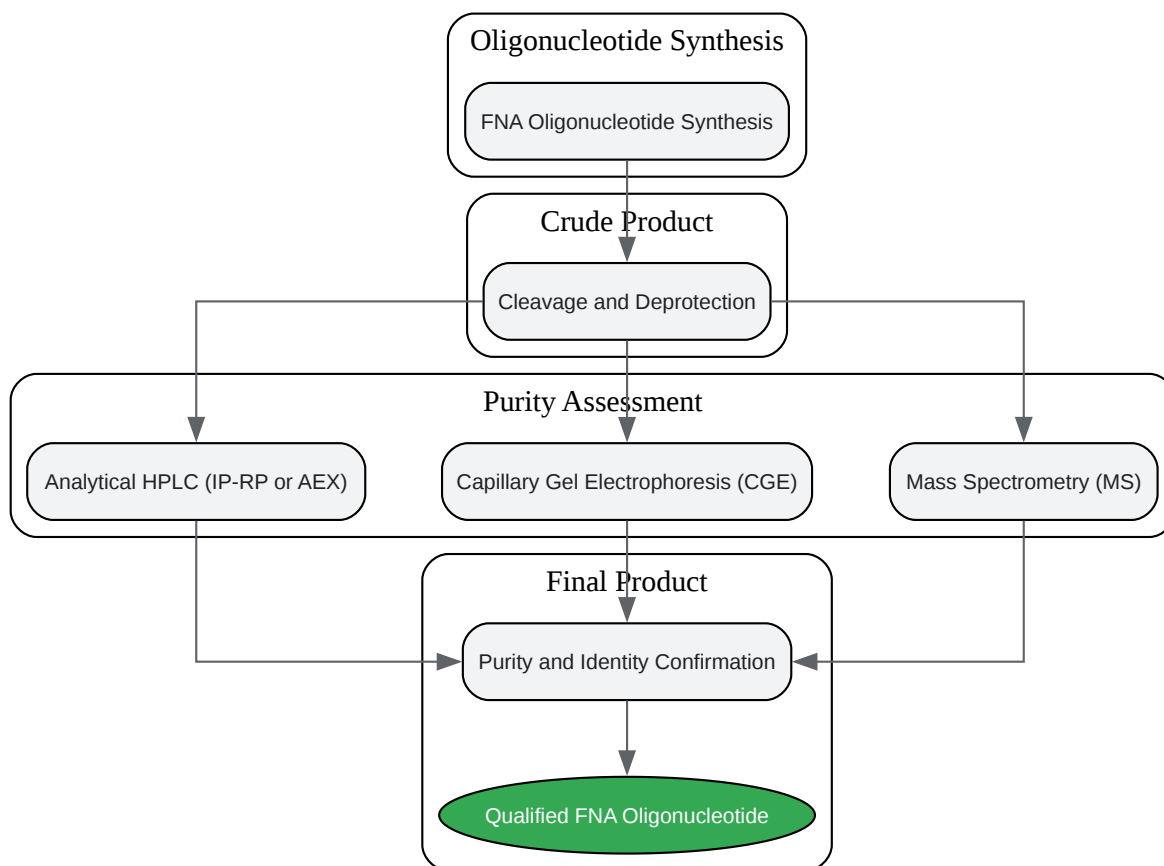 Oligonucleotide Synthesis
FNA Oligonucleotide Synthesis
Crude Product
Cleavage and Deprotection
Purity Assessment
Analytical HPLC (IP-RP or AEX)
Capillary Gel Electrophoresis (CGE)
Mass Spectrometry (MS)
Final Product
Purity and Identity Confirmation
Qualified FNA Oligonucleotide